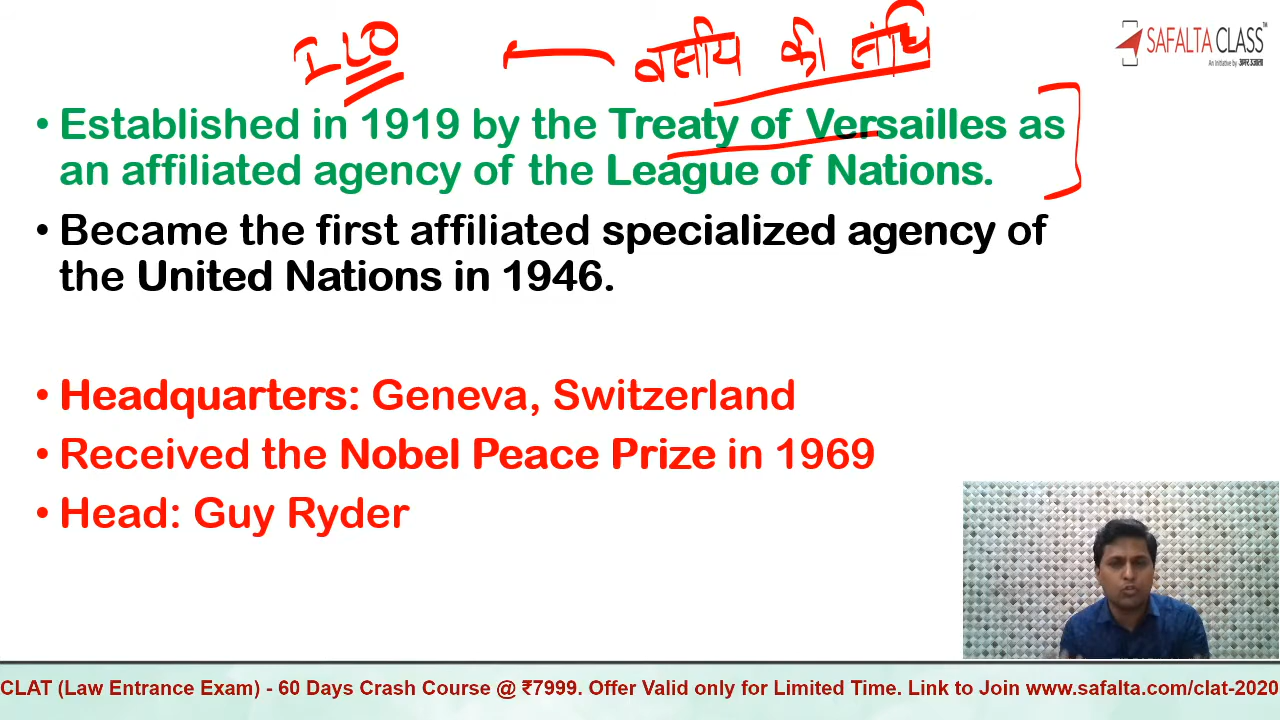 ILO वर्साय की संधि
SAFALTA CLASS™
An Initiative by अमर उजाला
• Established in 1919 by the Treaty of Versailles as
an affiliated agency of the League of Nations.
• Became the first affiliated specialized agency of
the United Nations in 1946.
• Headquarters: Geneva, Switzerland
• Received the Nobel Peace Prize in 1969
• Head: Guy Ryder
CLAT (Law Entrance Exam) - 60 Days Crash Course @ ₹7999. Offer Valid only for Limited Time. Link to Join www.safalta.com/clat-2020